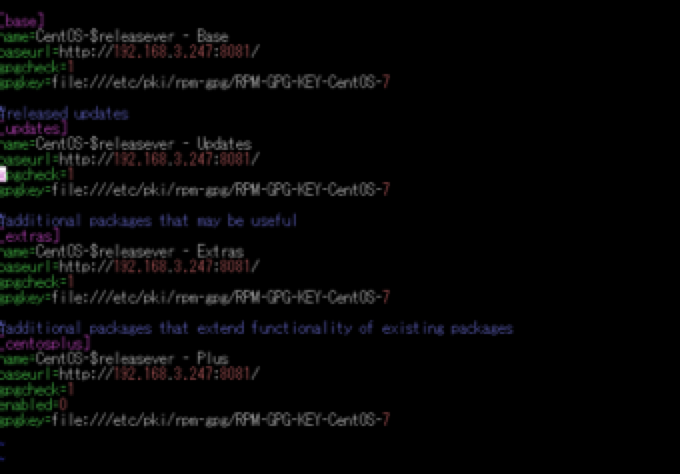 [base]
name=CentOS-$releasever - Base
baseurl=http://192.168.3.247:8081/
gpgcheck=1
gpgkey=file:///etc/pki/rpm-gpg/RPM-GPG-KEY-CentOS-7
#released updates
[updates]
name=CentOS-$releasever - Updates
baseurl=http://192.168.3.247:8081/
gpgcheck=1
gpgkey=file:///etc/pki/rpm-gpg/RPM-GPG-KEY-CentOS-7
#additional packages that may be useful
[extras]
name=CentOS-$releasever - Extras
baseurl=http://192.168.3.247:8081/
gpgcheck=1
gpgkey=file:///etc/pki/rpm-gpg/RPM-GPG-KEY-CentOS-7
#additional packages that extend functionality of existing packages
[centosplus]
name=CentOS-$releasever - Plus
baseurl=http://192.168.3.247:8081/
gpgcheck=1
enabled=0
gpgkey=file:///etc/pki/rpm-gpg/RPM-GPG-KEY-CentOS-7